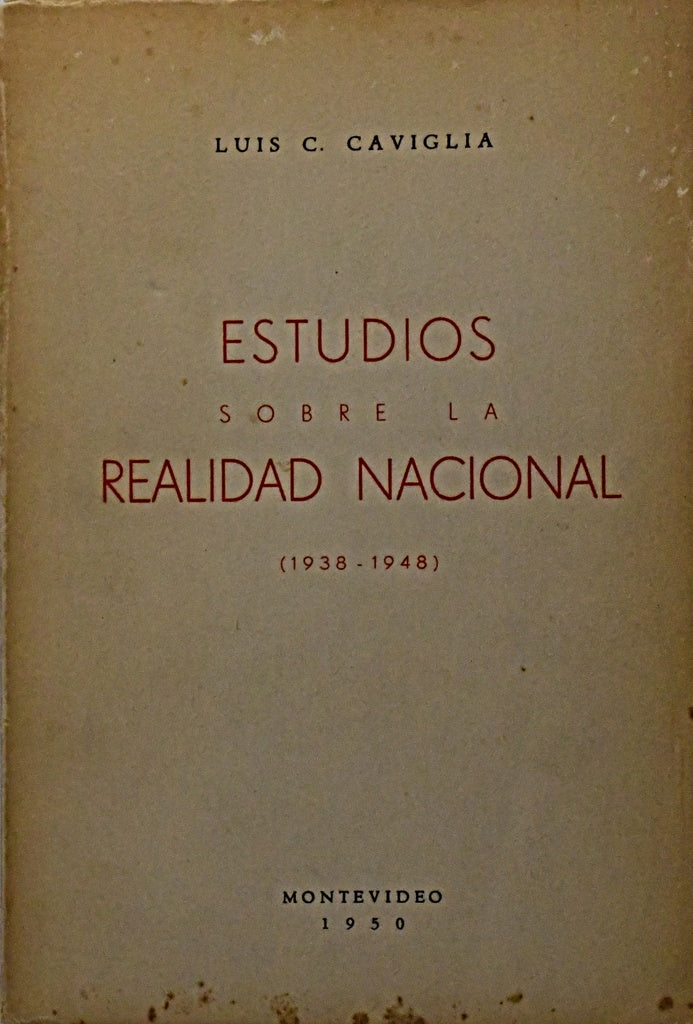 LUIS C. CAVIGLIA
ESTUDIOS
SOBRE LA
REALIDAD NACIONAL
(1938 - 1948)
MONTEVIDEO
1950